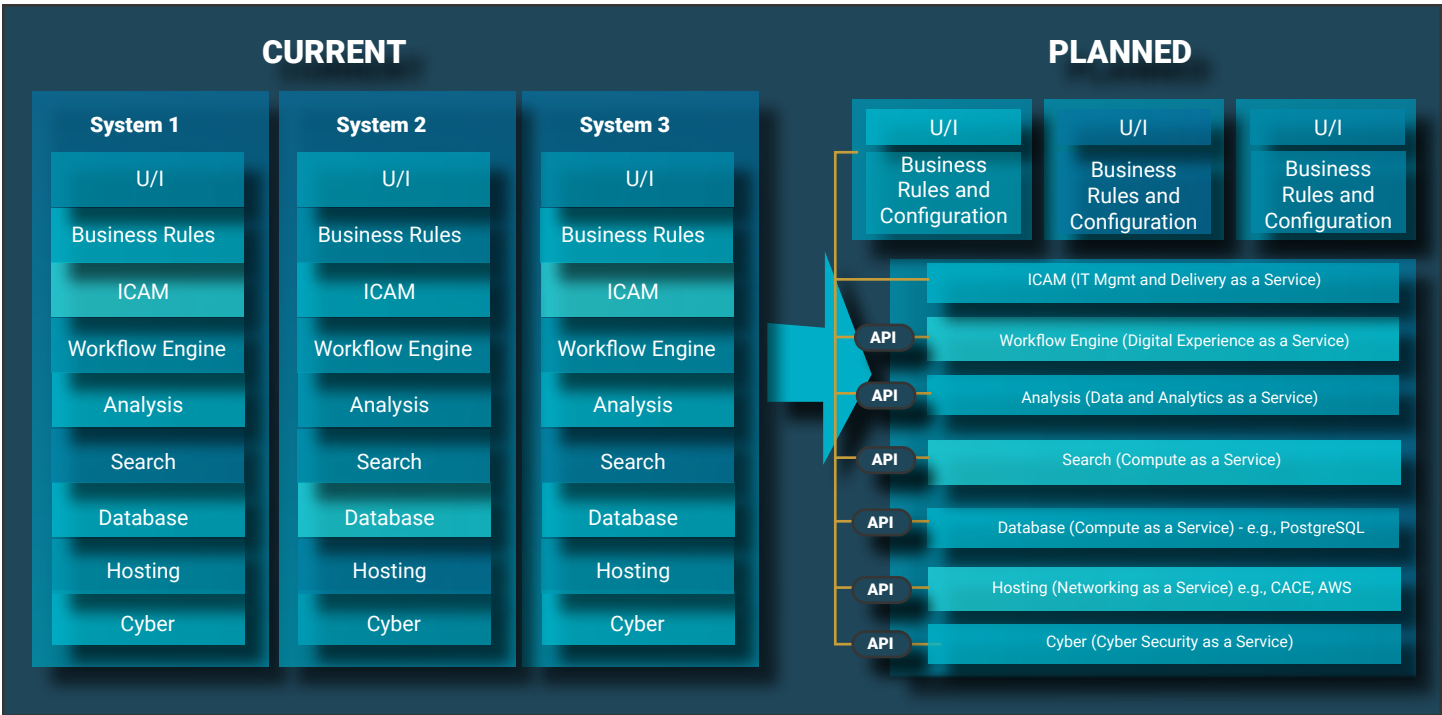 CURRENT
System 1
U/I
Business Rules
ICAM
Workflow Engine
Analysis
Search
Database
Hosting
Cyber
System 2
U/I
Business Rules
ICAM
Workflow Engine
Analysis
Search
Database
Hosting
Cyber
System 3
U/I
Business Rules
ICAM
Workflow Engine
Analysis
Search
Database
Hosting
Cyber
PLANNED
U/I
Business
Rules and
Configuration
U/I
Business
Rules and
Configuration
U/I
Business
Rules and
Configuration
ICAM (IT Mgmt and Delivery as a Service)
API
Workflow Engine (Digital Experience as a Service)
API
Analysis (Data and Analytics as a Service)
API
Search (Compute as a Service)
API
Database (Compute as a Service) - e.g., PostgreSQL
API
Hosting (Networking as a Service) e.g., CACE, AWS
API
Cyber (Cyber Security as a Service)